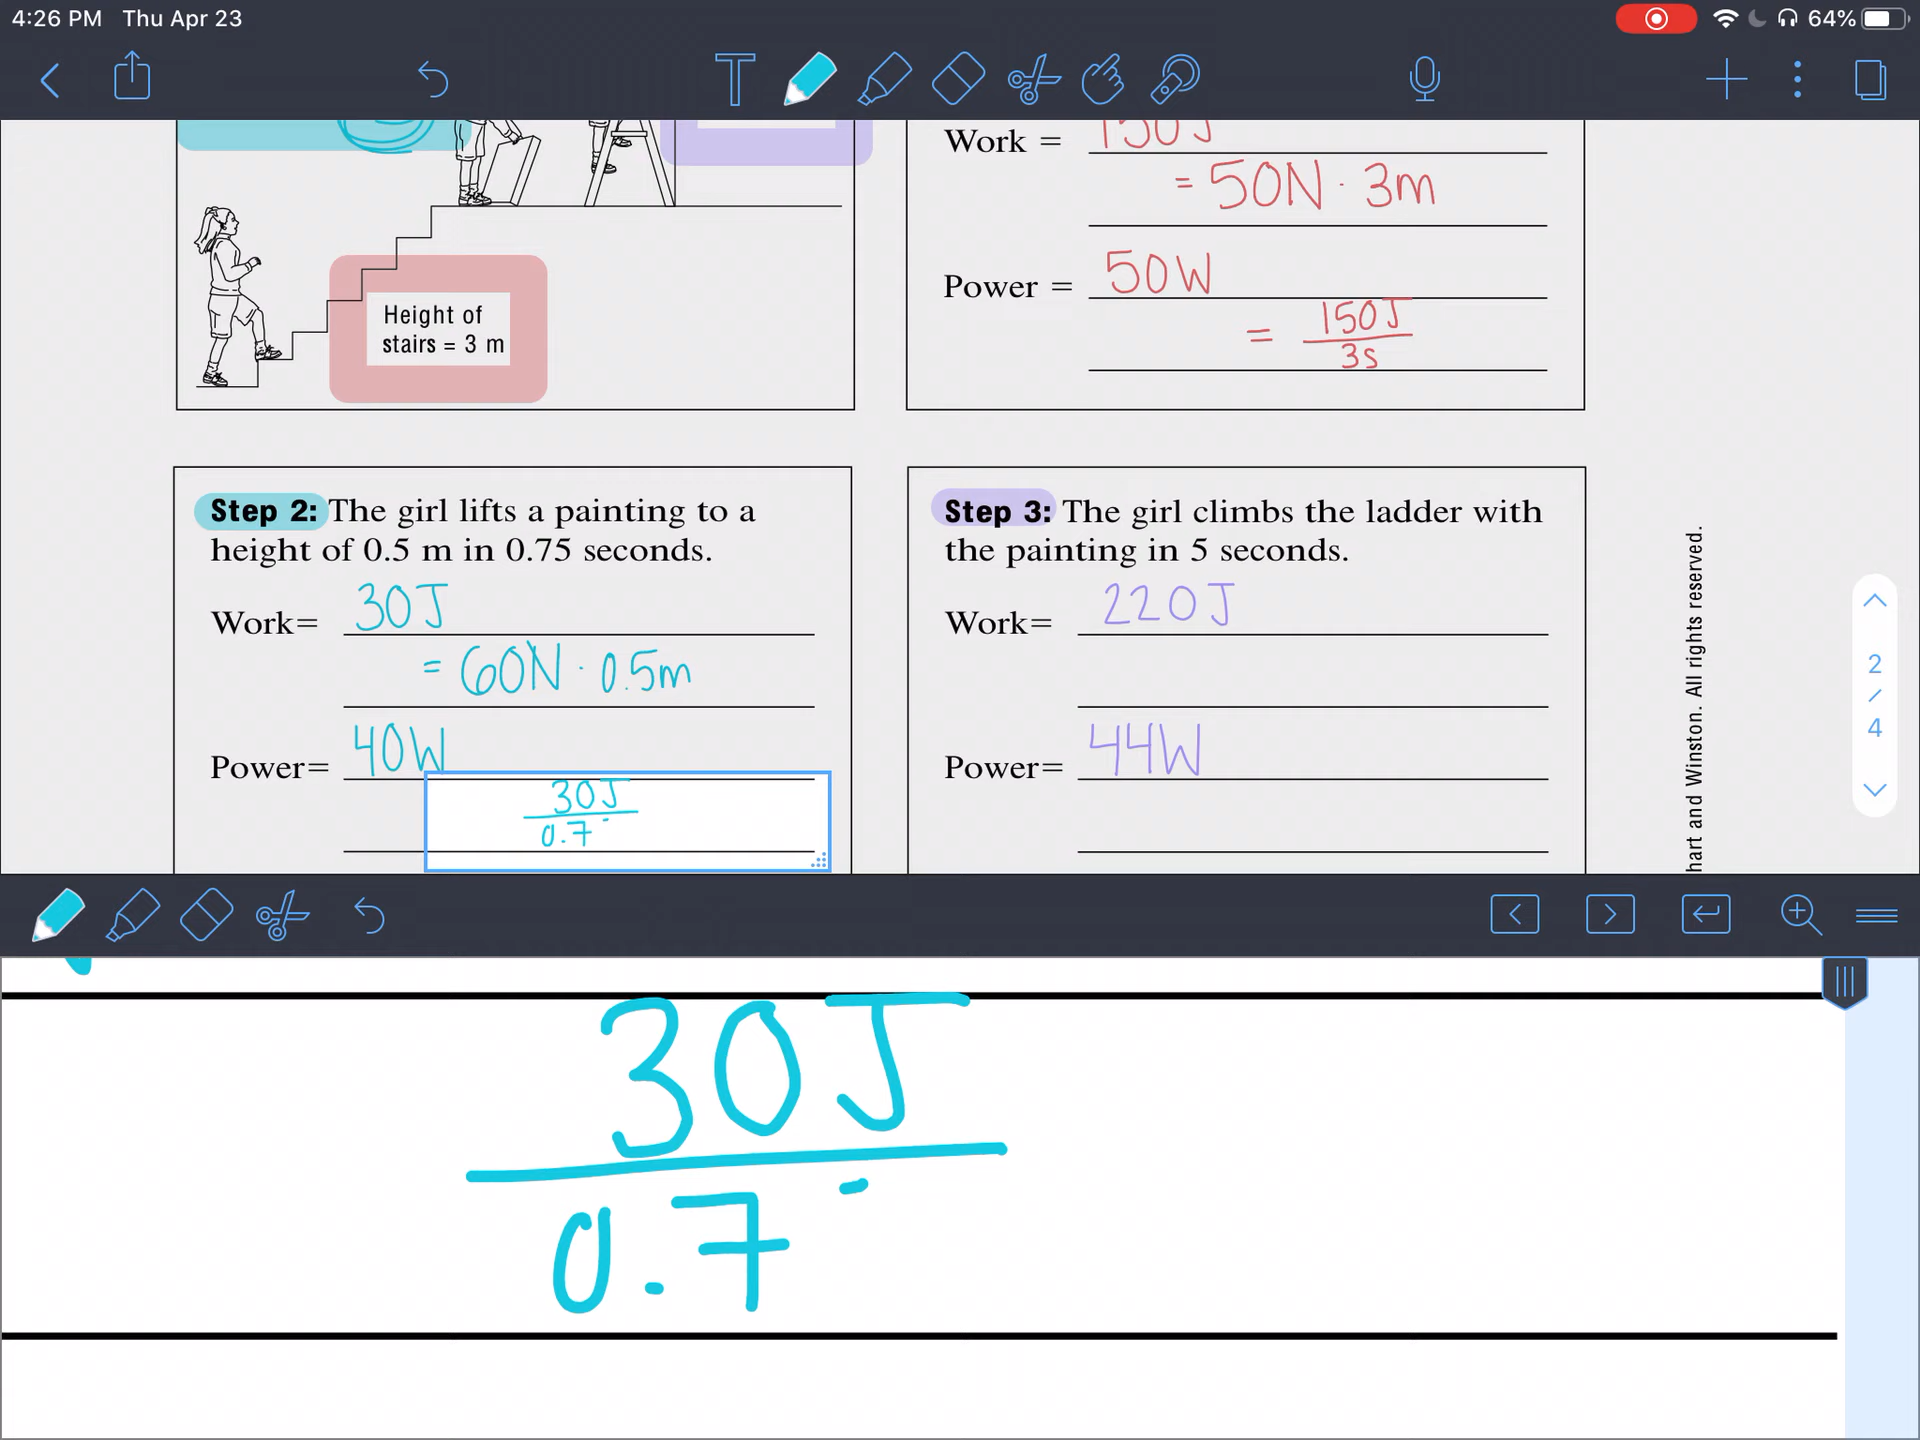 4:26 PM Thu Apr 23
64%
Work = 150J
= 50N · 3m
Power = 50W
= 150J
3s
Height of
stairs = 3 m
Step 2: The girl lifts a painting to a
height of 0.5 m in 0.75 seconds.
Work= 30J
= 60N · 0.5m
Power= 40W
30J
0.7
Step 3: The girl climbs the ladder with
the painting in 5 seconds.
Work= 220J
Power= 44W
hart and Winston. All rights reserved.
2
/
4
30J
0.7